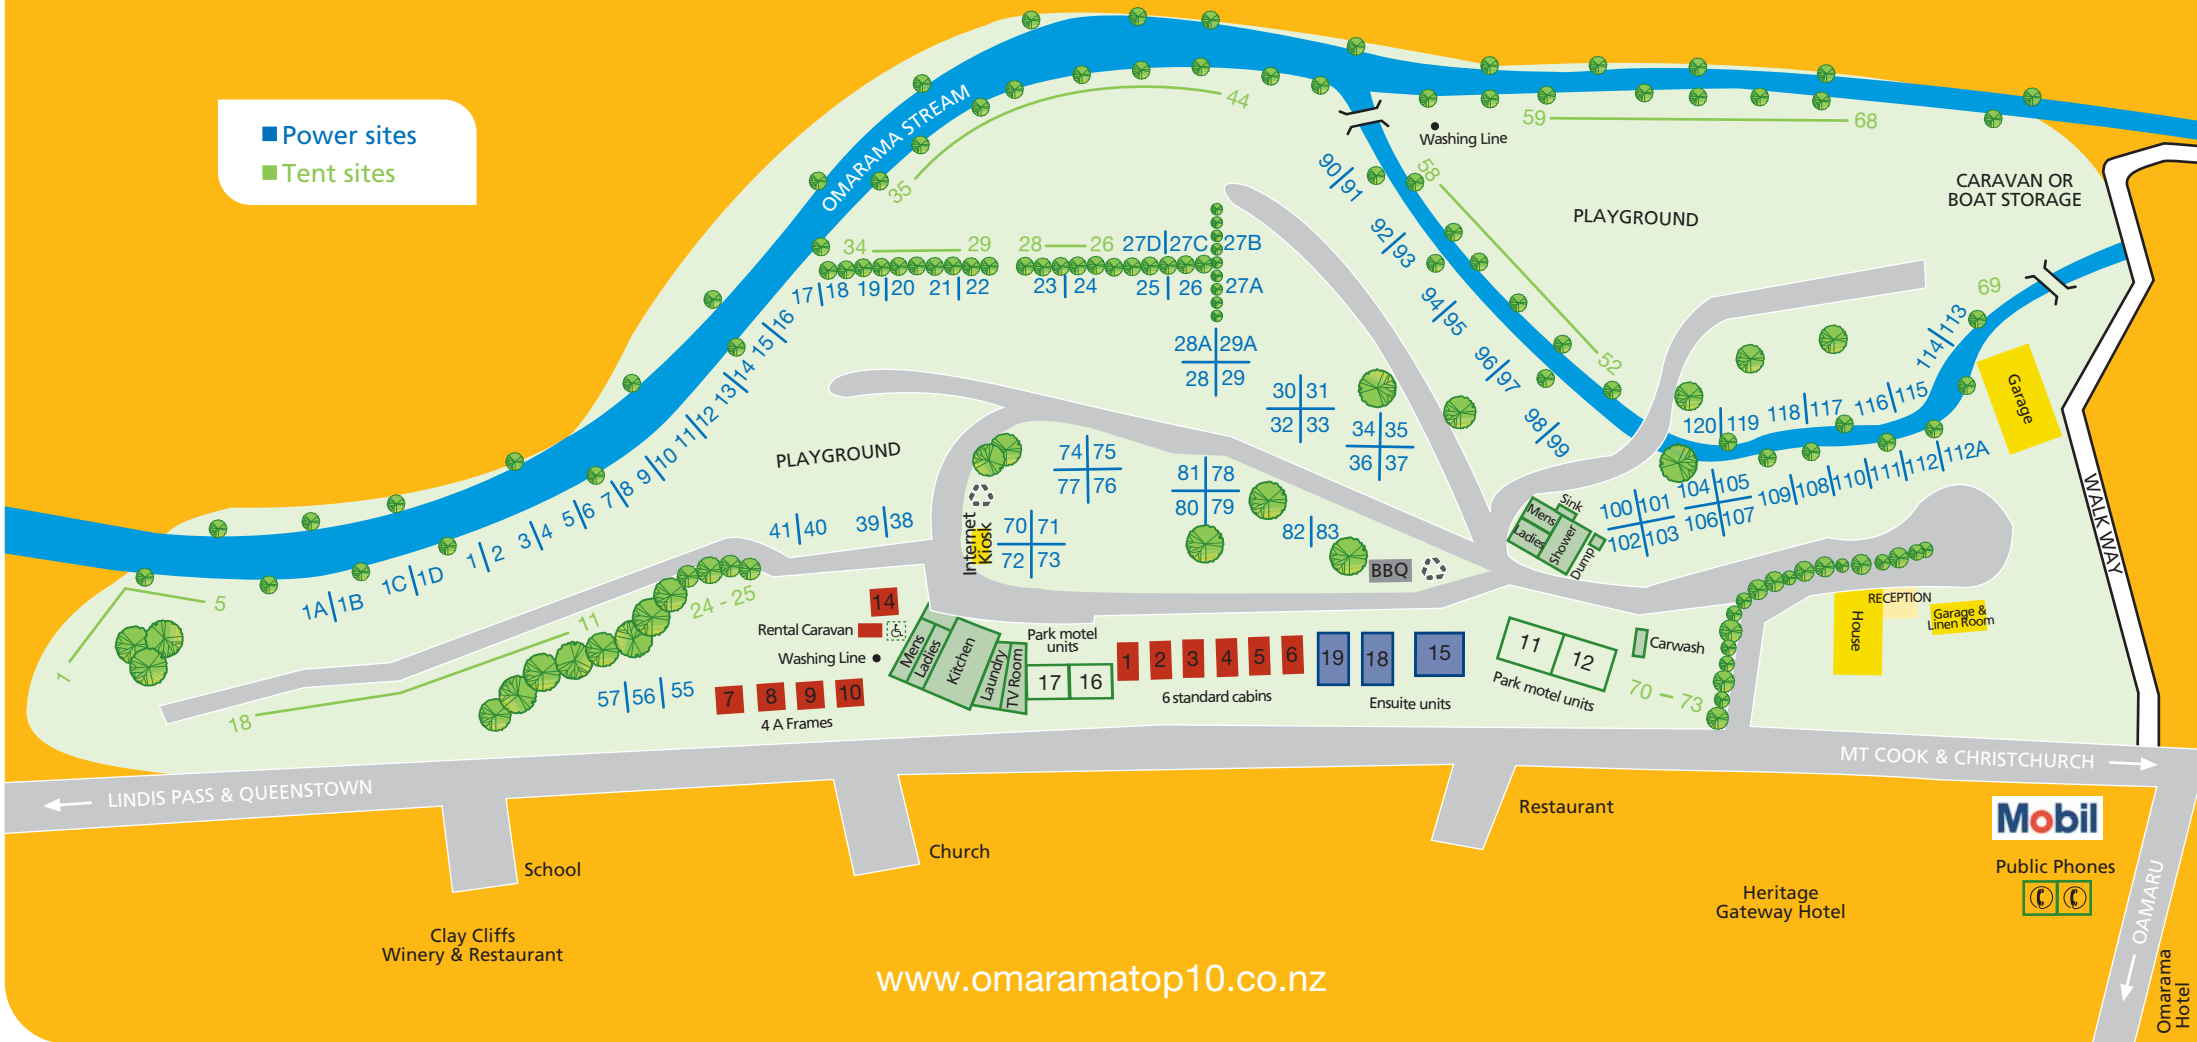 Power sites
Tent sites
OMARAMA STREAM
44
35
59
68
Washing Line
58
52
PLAYGROUND
CARAVAN OR
BOAT STORAGE
69
34
29
28
26
27D|27C
27B
27A
17|18
19|20
21|22
23|24
25|26
90|91
92|93
94|95
96|97
98|99
28A|29A
28|29
30|31
32|33
34|35
36|37
15|16
13|14
11|12
9|10
7|8
5|6
3|4
1|2
1C|1D
1A|1B
PLAYGROUND
74|75
77|76
81|78
80|79
82|83
70|71
72|73
41|40
39|38
Internet
Kiosk
BBQ
Mens
Ladies
Sink
Shower
Dump
100|101
102|103
104|105
106|107
109|108|110|111|112|112A
120|119
118|117
116|115
114|113
Garage
WALK WAY
5
1
11
18
24 - 25
57|56|55
14
Rental Caravan
Washing Line
7
8
9
10
4 A Frames
Mens
Ladies
Kitchen
Laundry
TV Room
Park motel
units
17
16
1
2
3
4
5
6
6 standard cabins
19
18
15
Ensuite units
11
12
Park motel units
Carwash
70 – 73
House
RECEPTION
Garage &
Linen Room
LINDIS PASS & QUEENSTOWN
MT COOK & CHRISTCHURCH
School
Church
Restaurant
Clay Cliffs
Winery & Restaurant
Heritage
Gateway Hotel
Mobil
Public Phones
OAMARU
Omarama
Hotel
www.omaramatop10.co.nz